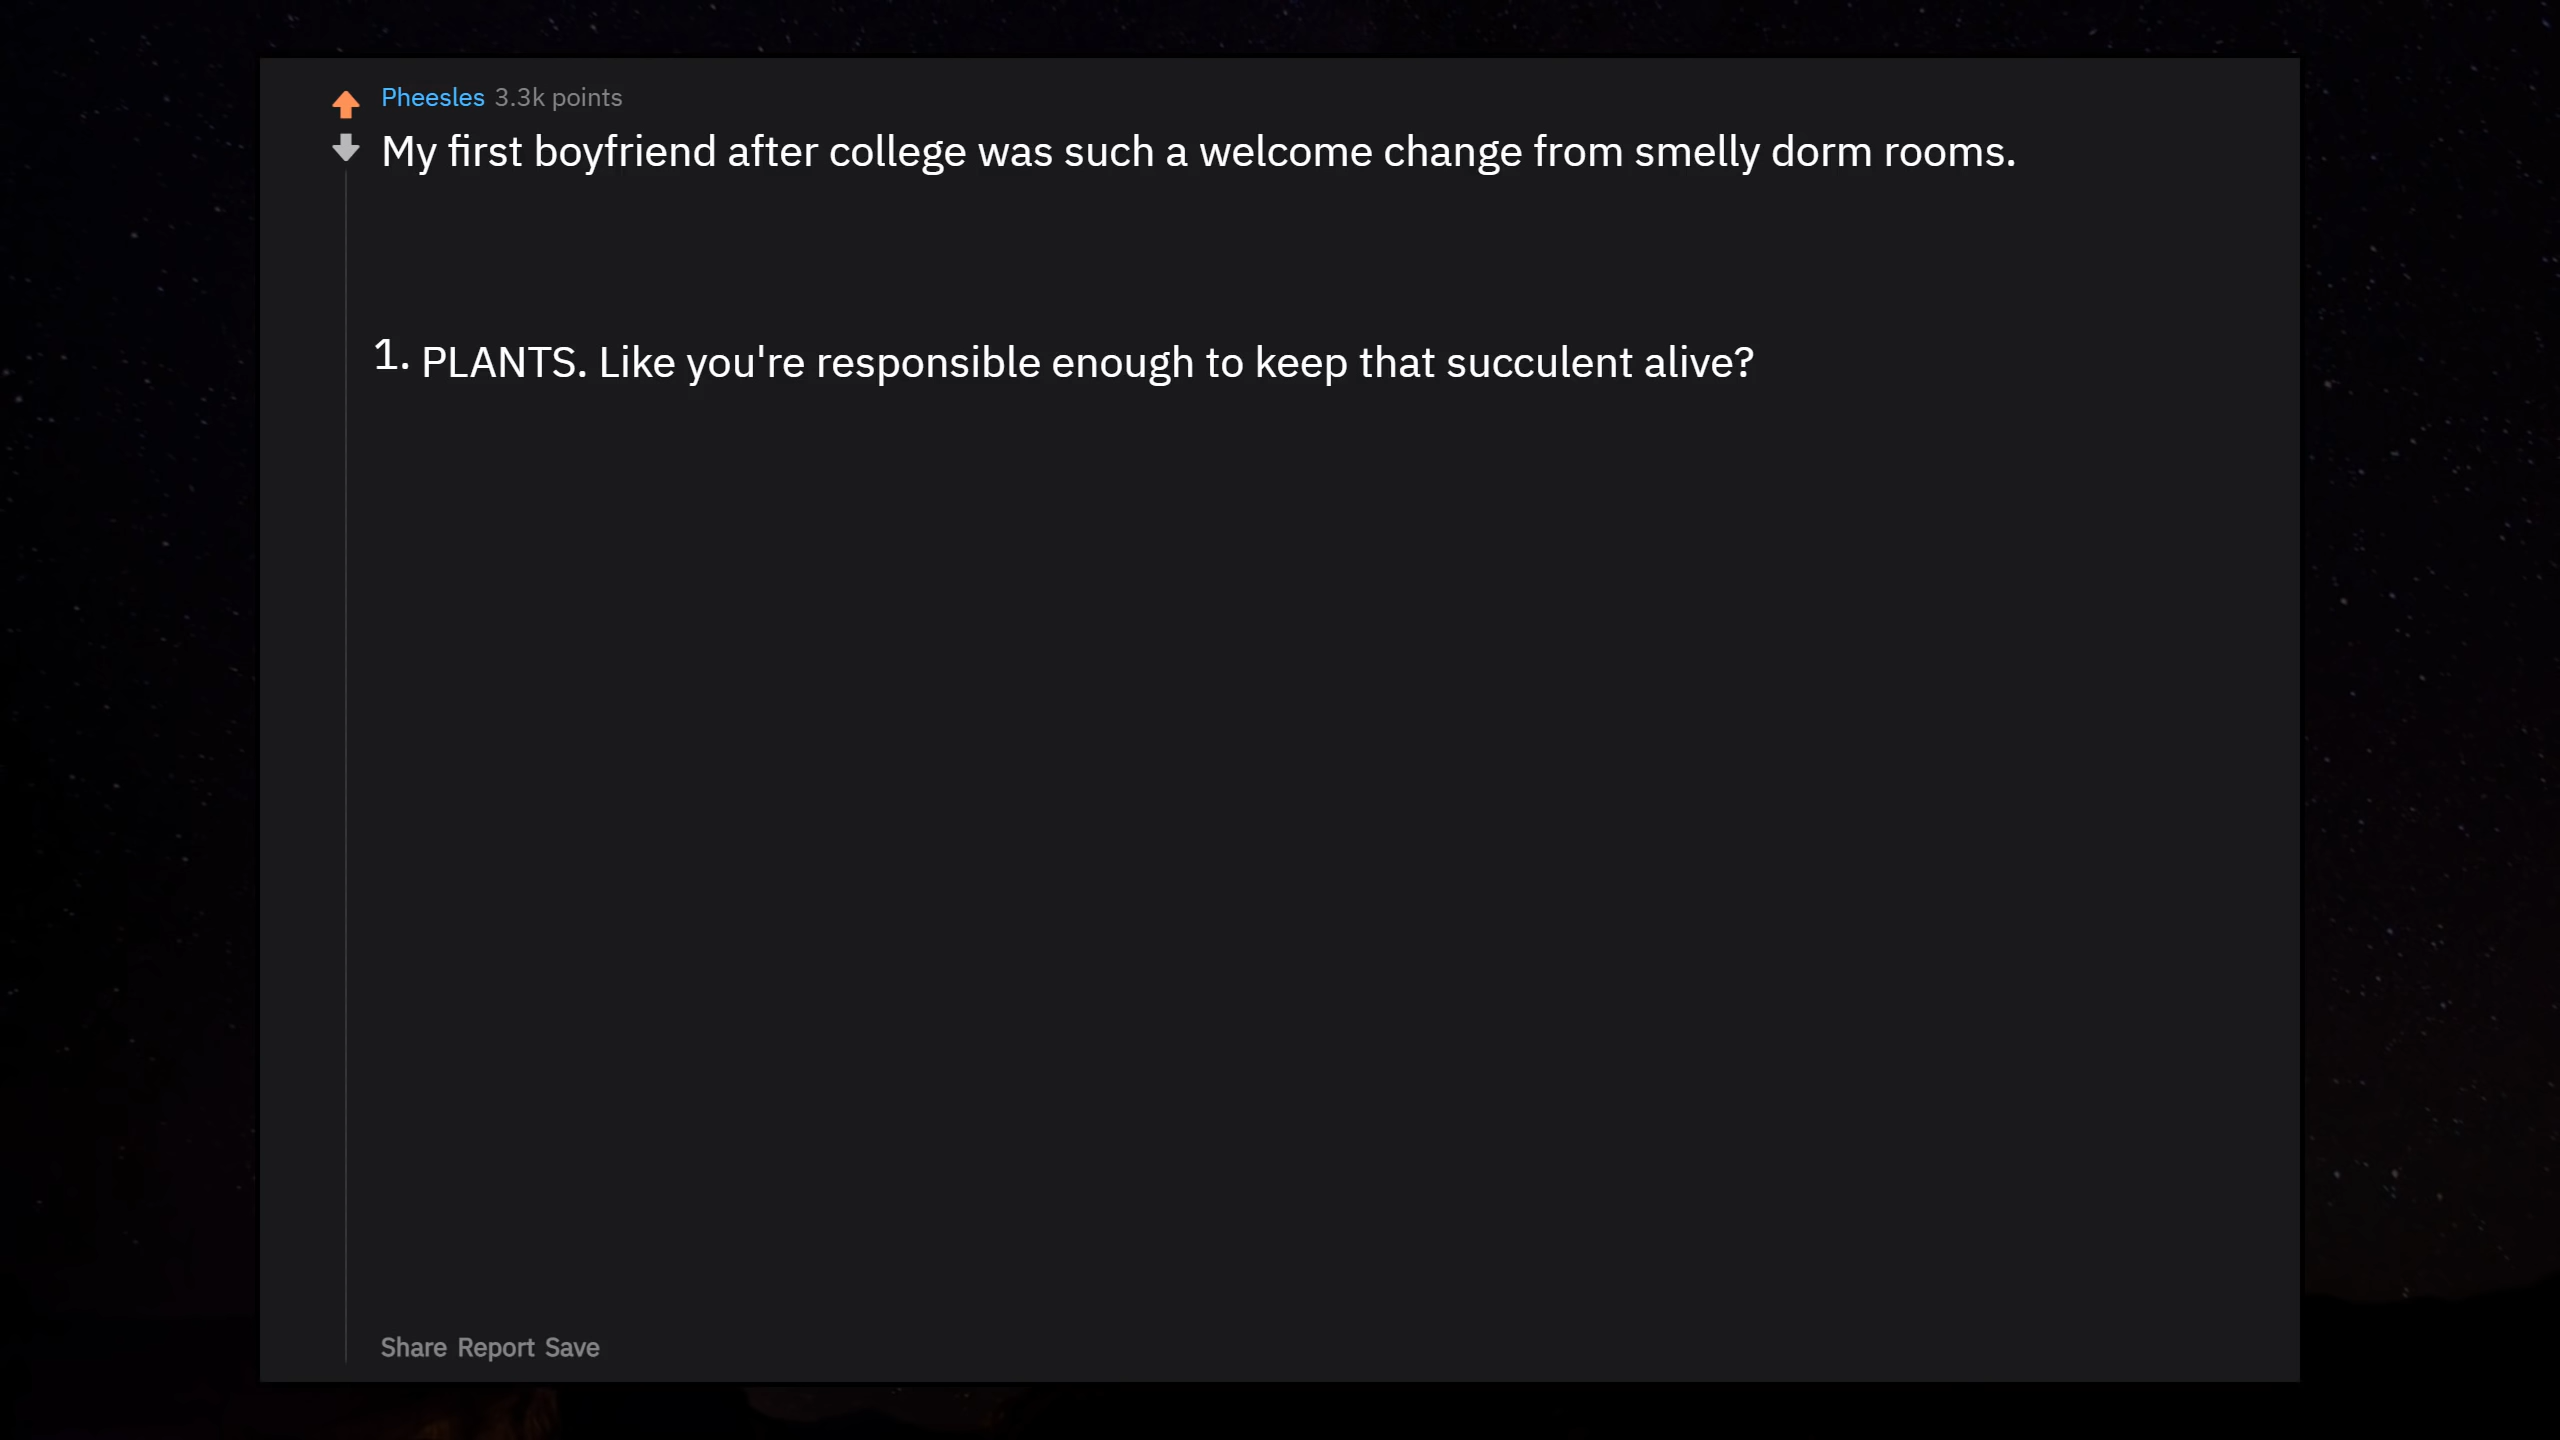 Pheesles 3.3k points
My first boyfriend after college was such a welcome change from smelly dorm rooms.
1. PLANTS. Like you're responsible enough to keep that succulent alive?
Share Report Save